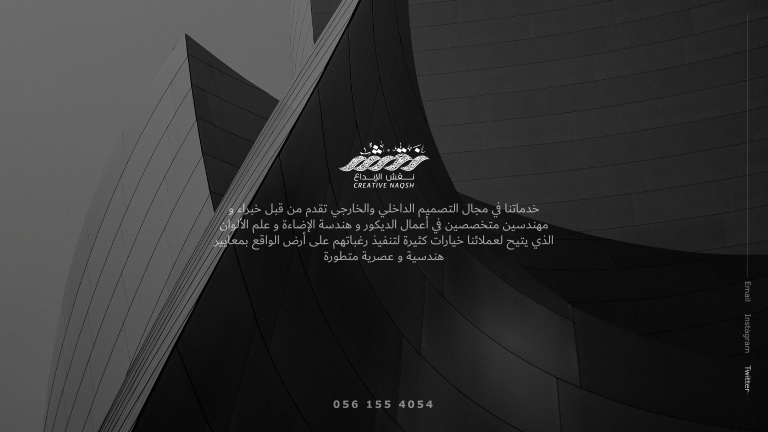 نقش
نقش الإبداع
CREATIVE NAQSH
خدماتنا في مجال التصميم الداخلي والخارجي تقدم من قبل خبراء و
مهندسين متخصصين في أعمال الديكور و هندسة الإضاءة و علم الألوان
الذي يتيح لعملائنا خيارات كثيرة لتنفيذ رغباتهم على أرض الواقع بمعايير
هندسية و عصرية متطورة
Email
Instagram
Twitter
056 155 4054